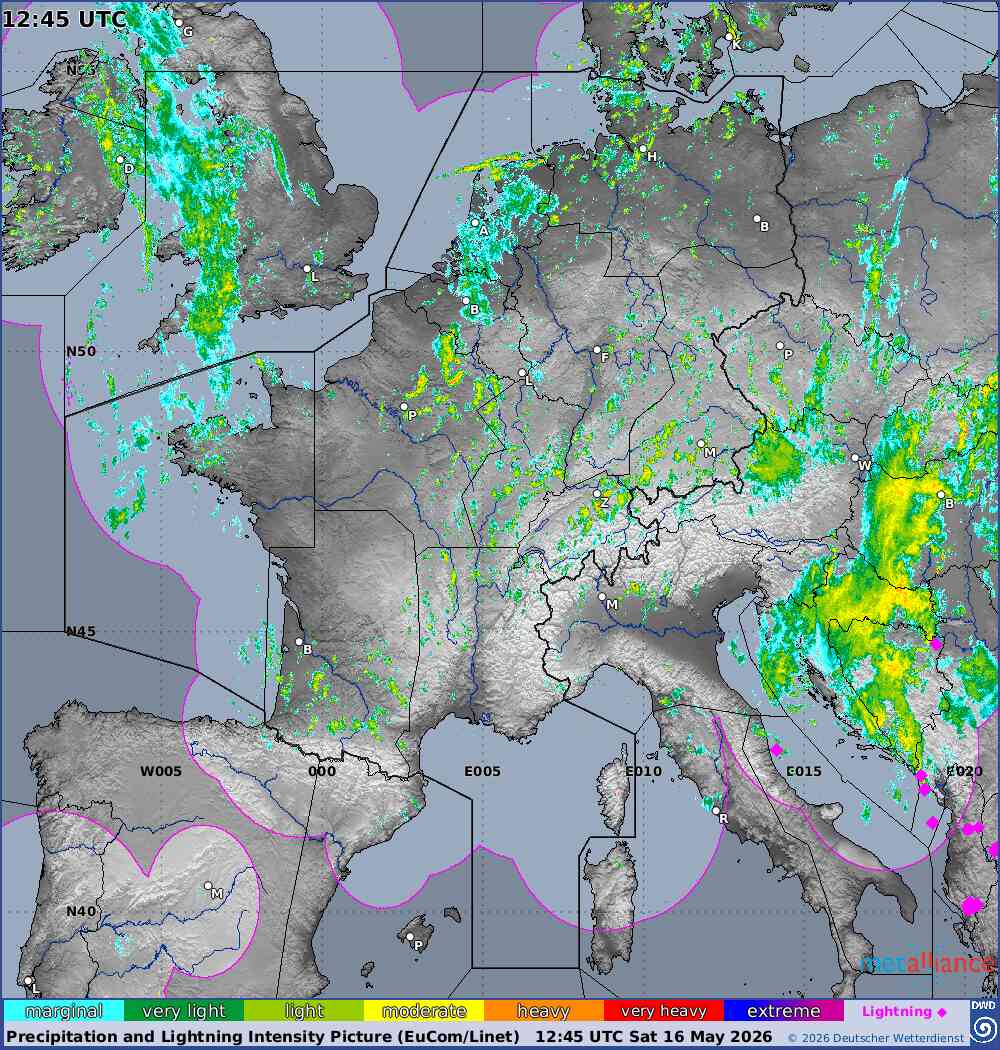 12:45 UTC
G
K
N55
D
H
B
A
L
B
N50
F
P
L
P
M
W
Z
B
M
N45
B
W005
000
E005
E010
E015
E020
R
M
N40
P
L
metalliance
marginal
very light
light
moderate
heavy
very heavy
extreme
Lightning
DWD
Precipitation and Lightning Intensity Picture (EuCom/Linet) 12:45 UTC Sat 16 May 2026 © 2026 Deutscher Wetterdienst